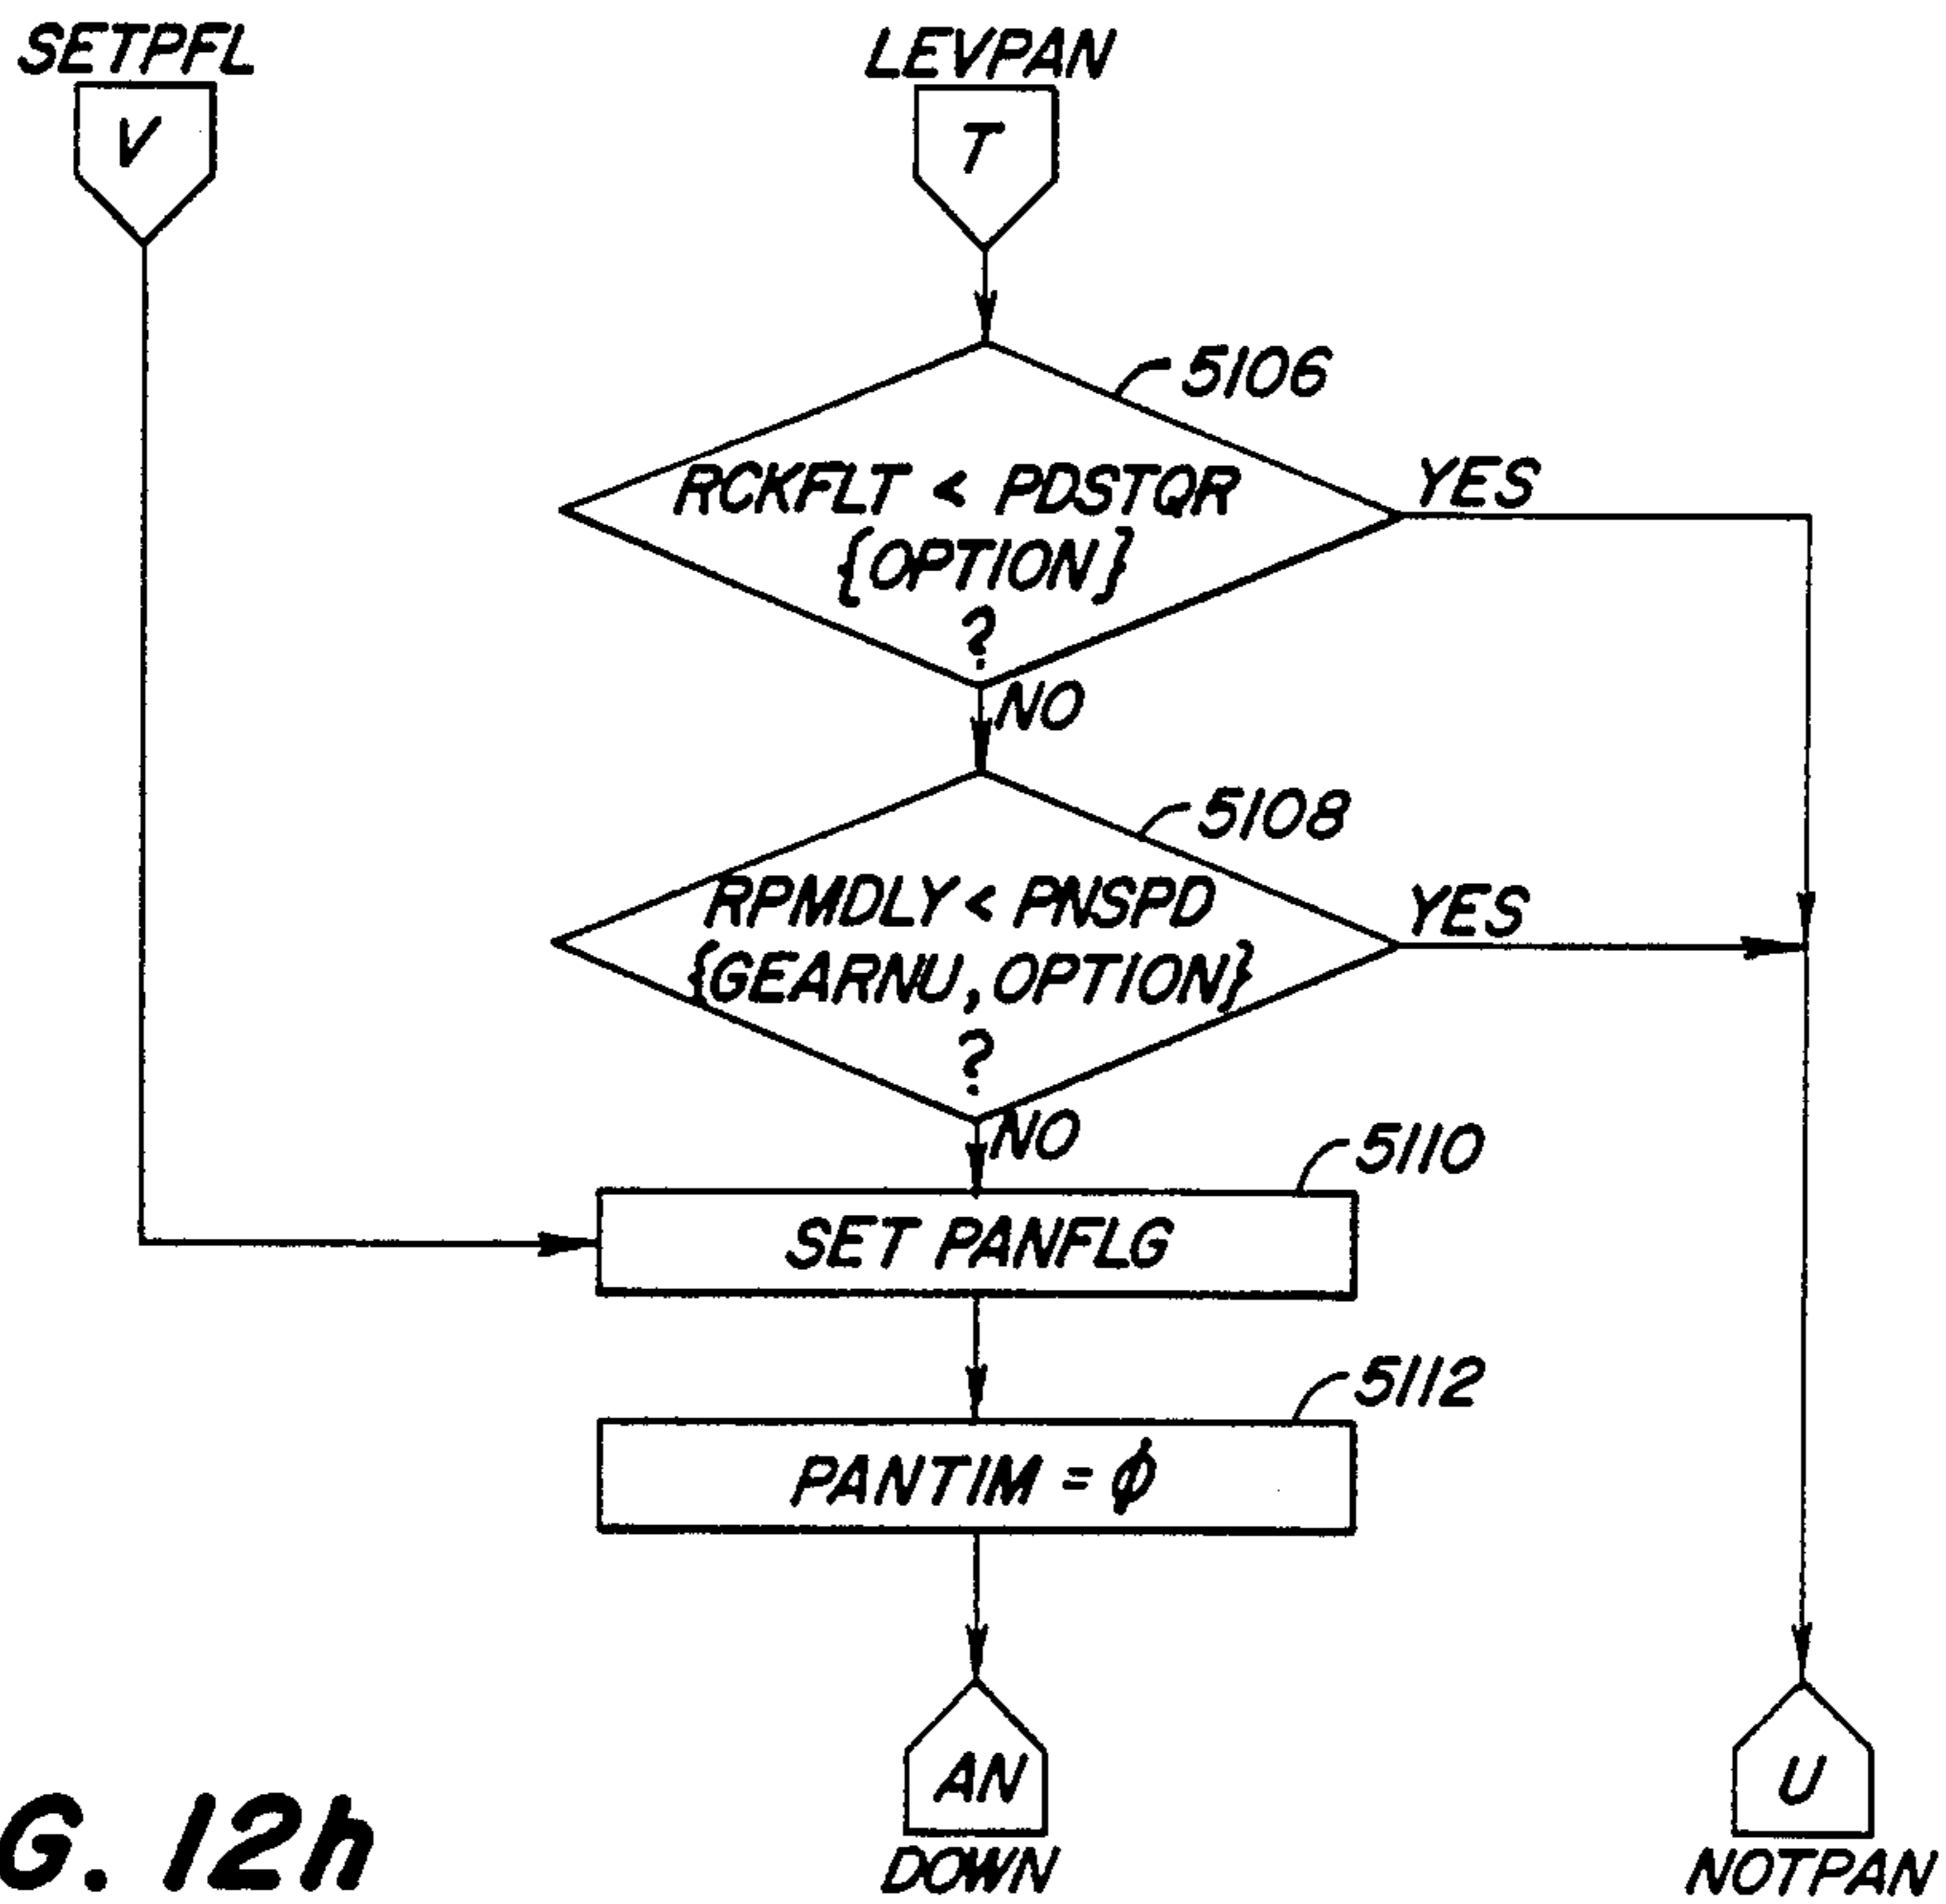 SETPFL
LEVPAN
V
T
5106
RCKFLT < PDSTQR
{OPTION}
?
YES
NO
5108
RPMDLY < PNSPD
{GEARNU, OPTION}
?
YES
NO
5110
SET PANFLG
5112
PANTIM = ϕ
AN
U
DOWN
NOTPAN
G. 12h